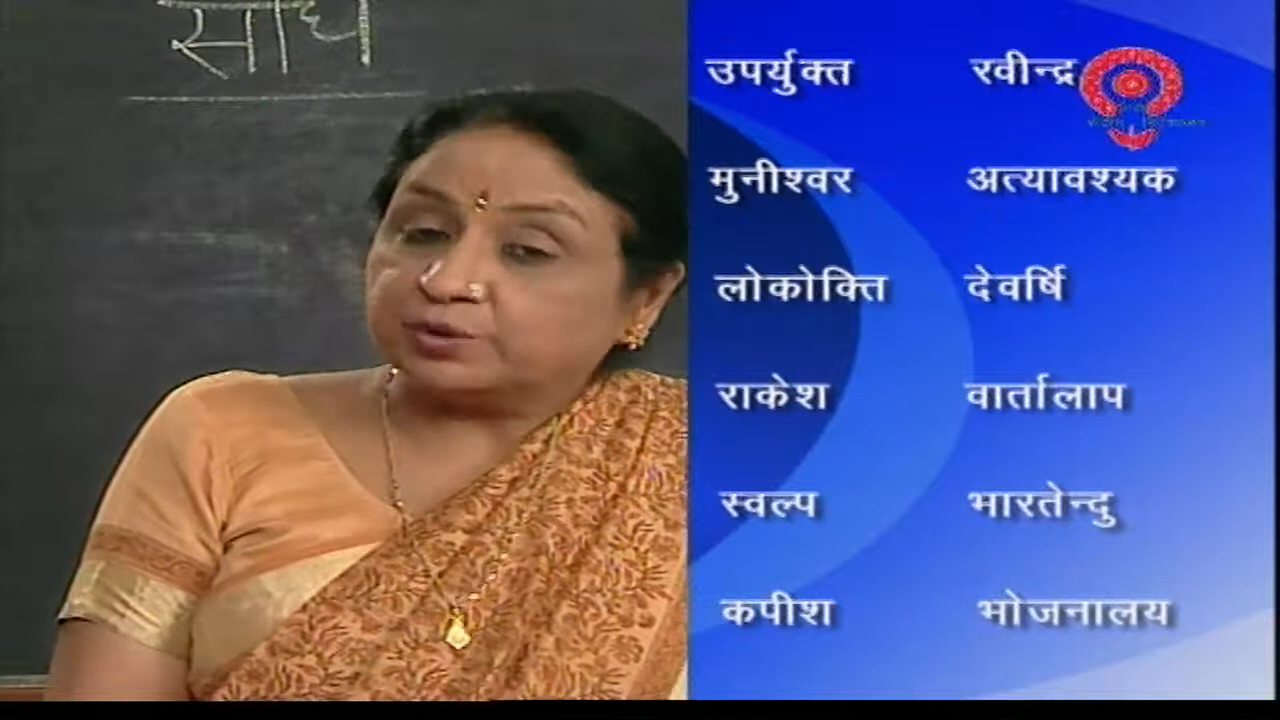 उपर्युक्त रवीन्द्र
मुनीश्वर अत्यावश्यक
लोकोक्ति देवर्षि
राकेश वार्तालाप
स्वल्प भारतेन्दु
कपीश भोजनालय